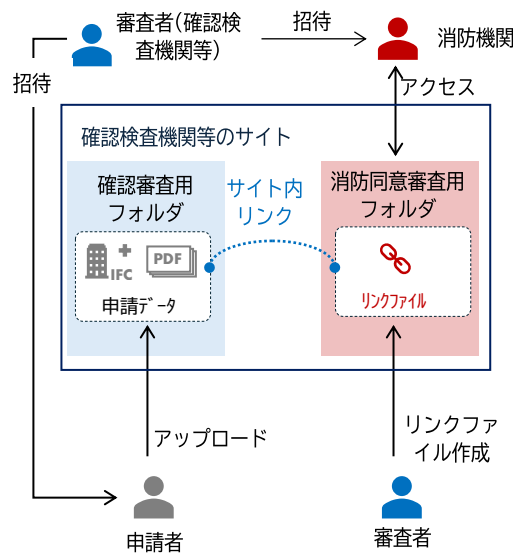 審査者(確認検
査機関等)
招待
消防機関
招待
アクセス
確認検査機関等のサイト
確認審査用
フォルダ
サイト内
リンク
消防同意審査用
フォルダ
IFC
PDF
申請ﾃﾞｰﾀ
ﾘﾝｸﾌｧｲﾙ
アップロード
リンクファ
イル作成
申請者
審査者